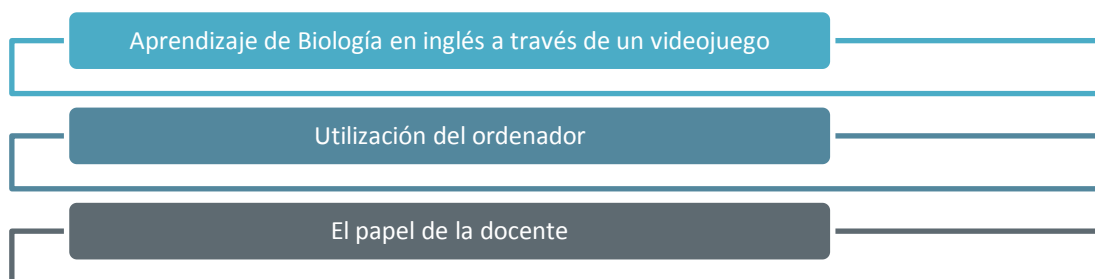 Aprendizaje de Biología en inglés a través de un videojuego
Utilización del ordenador
El papel de la docente